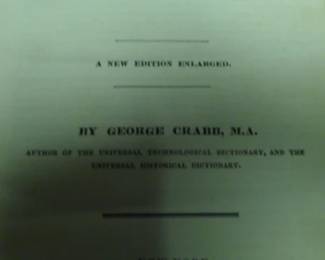 A NEW EDITION ENLARGED.
BY GEORGE CRABB, M.A.
AUTHOR OF THE UNIVERSAL TECHNOLOGICAL DICTIONARY, AND THE
UNIVERSAL HISTORICAL DICTIONARY.